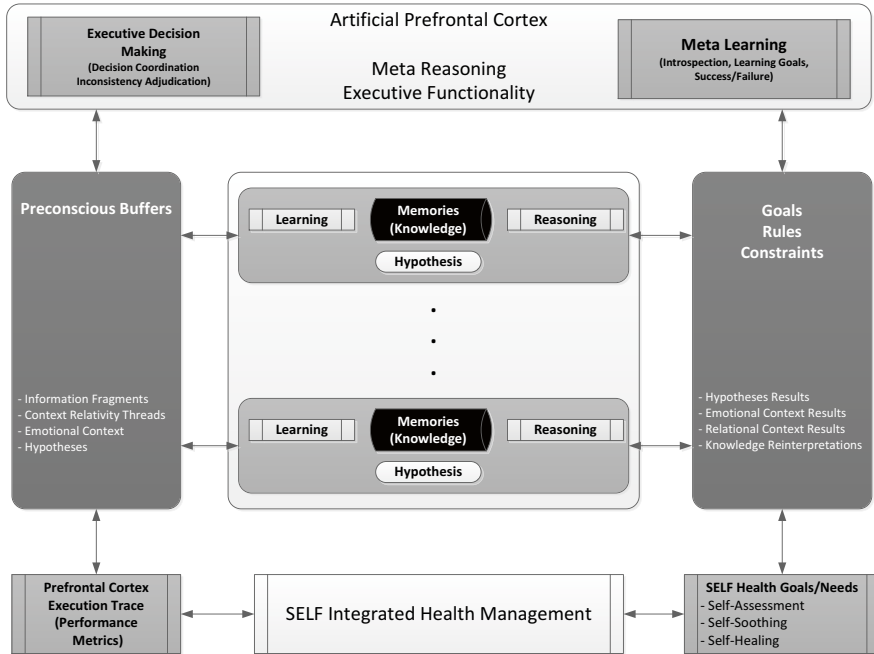 Artificial Prefrontal Cortex
Meta Reasoning
Executive Functionality
Executive Decision
Making
(Decision Coordination
Inconsistency Adjudication)
Meta Learning
(Introspection, Learning Goals,
Success/Failure)
Preconscious Buffers
- Information Fragments
- Context Relativity Threads
- Emotional Context
- Hypotheses
Learning
Memories
(Knowledge)
Reasoning
Hypothesis
.
.
.
Learning
Memories
(Knowledge)
Reasoning
Hypothesis
Goals
Rules
Constraints
- Hypotheses Results
- Emotional Context Results
- Relational Context Results
- Knowledge Reinterpretations
Prefrontal Cortex
Execution Trace
(Performance
Metrics)
SELF Integrated Health Management
SELF Health Goals/Needs
- Self-Assessment
- Self-Soothing
- Self-Healing